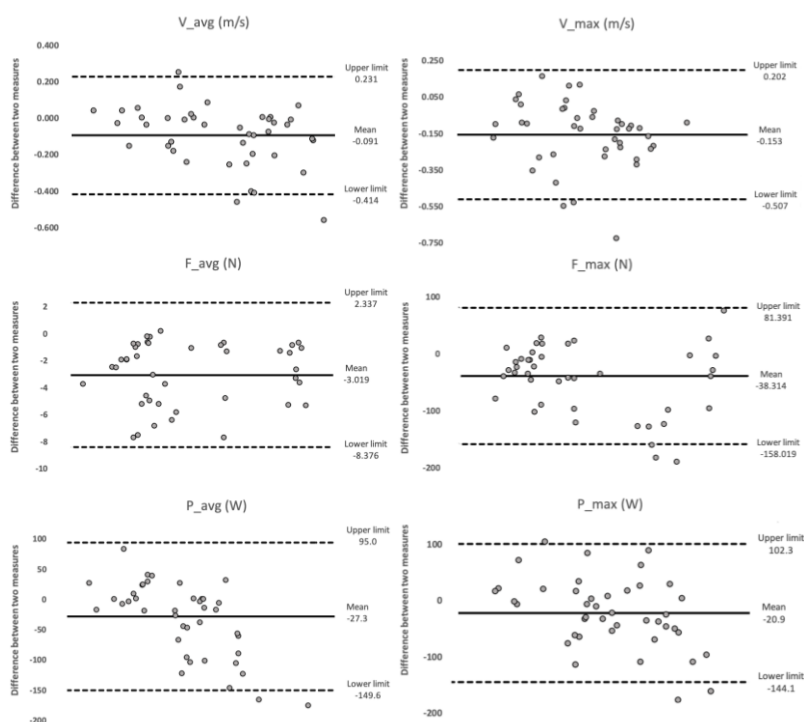 V_avg (m/s)
Difference between two measures
0.400
0.200
0.000
-0.200
-0.400
-0.600
Upper limit
0.231
Mean
-0.091
Lower limit
-0.414
V_max (m/s)
Difference between two measures
0.250
0.050
-0.150
-0.350
-0.550
-0.750
Upper limit
0.202
Mean
-0.153
Lower limit
-0.507
F_avg (N)
Difference between two measures
2
0
-2
-4
-6
-8
-10
Upper limit
2.337
Mean
-3.019
Lower limit
-8.376
F_max (N)
Difference between two measures
100
0
-100
-200
Upper limit
81.391
Mean
-38.314
Lower limit
-158.019
P_avg (W)
Difference between two measures
100
50
0
-50
-100
-150
-200
Upper limit
95.0
Mean
-27.3
Lower limit
-149.6
P_max (W)
Difference between two measures
100
0
-100
-200
Upper limit
102.3
Mean
-20.9
Lower limit
-144.1